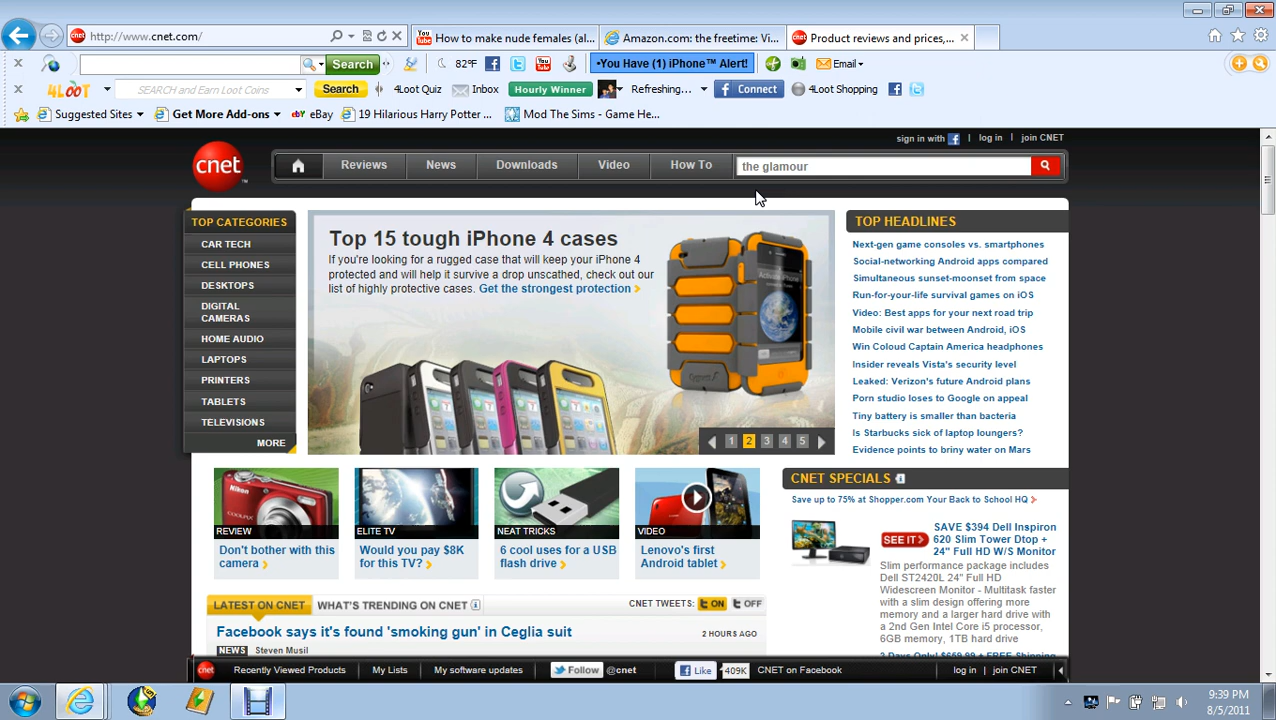 http://www.cnet.com/
How to make nude females (al...
Amazon.com: the freetime: Vi...
Product reviews and prices,...
Search
82°F
•You Have (1) iPhone™ Alert!
Email
4LOOT
SEARCH and Earn Loot Coins
Search
4Loot Quiz
Inbox
Hourly Winner
Refreshing...
Connect
4Loot Shopping
Suggested Sites
Get More Add-ons
eBay
19 Hilarious Harry Potter ...
Mod The Sims - Game He...
sign in with
log in
join CNET
cnet
Reviews
News
Downloads
Video
How To
the glamour
TOP CATEGORIES
CAR TECH
CELL PHONES
DESKTOPS
DIGITAL
CAMERAS
HOME AUDIO
LAPTOPS
PRINTERS
TABLETS
TELEVISIONS
MORE
Top 15 tough iPhone 4 cases
If you're looking for a rugged case that will keep your iPhone 4
protected and will help it survive a drop unscathed, check out our
list of highly protective cases. Get the strongest protection
1 2 3 4 5
TOP HEADLINES
Next-gen game consoles vs. smartphones
Social-networking Android apps compared
Simultaneous sunset-moonset from space
Run-for-your-life survival games on iOS
Video: Best apps for your next road trip
Mobile civil war between Android, iOS
Win Coloud Captain America headphones
Insider reveals Vista's security level
Leaked: Verizon's future Android plans
Porn studio loses to Google on appeal
Tiny battery is smaller than bacteria
Is Starbucks sick of laptop loungers?
Evidence points to briny water on Mars
REVIEW
Don't bother with this
camera
ELITE TV
Would you pay $8K
for this TV?
NEAT TRICKS
6 cool uses for a USB
flash drive
VIDEO
Lenovo's first
Android tablet
CNET SPECIALS
Save up to 75% at Shopper.com Your Back to School HQ
SEE IT
SAVE $394 Dell Inspiron
620 Slim Tower Dtop +
24" Full HD W/S Monitor
Slim performance package includes
Dell ST2420L 24" Full HD
Widescreen Monitor - Multitask faster
with a slim design offering more
memory and a larger hard drive with
a 2nd Gen Intel Core i5 processor,
6GB memory, 1TB hard drive
2 Days Only! $659.99 + FREE Shipping
LATEST ON CNET
WHAT'S TRENDING ON CNET
CNET TWEETS:
ON
OFF
Facebook says it's found 'smoking gun' in Ceglia suit
2 HOURS AGO
NEWS
Steven Musil
cnet
Recently Viewed Products
My Lists
My software updates
Follow
@cnet
Like
409K
CNET on Facebook
log in
join CNET
9:39 PM
8/5/2011